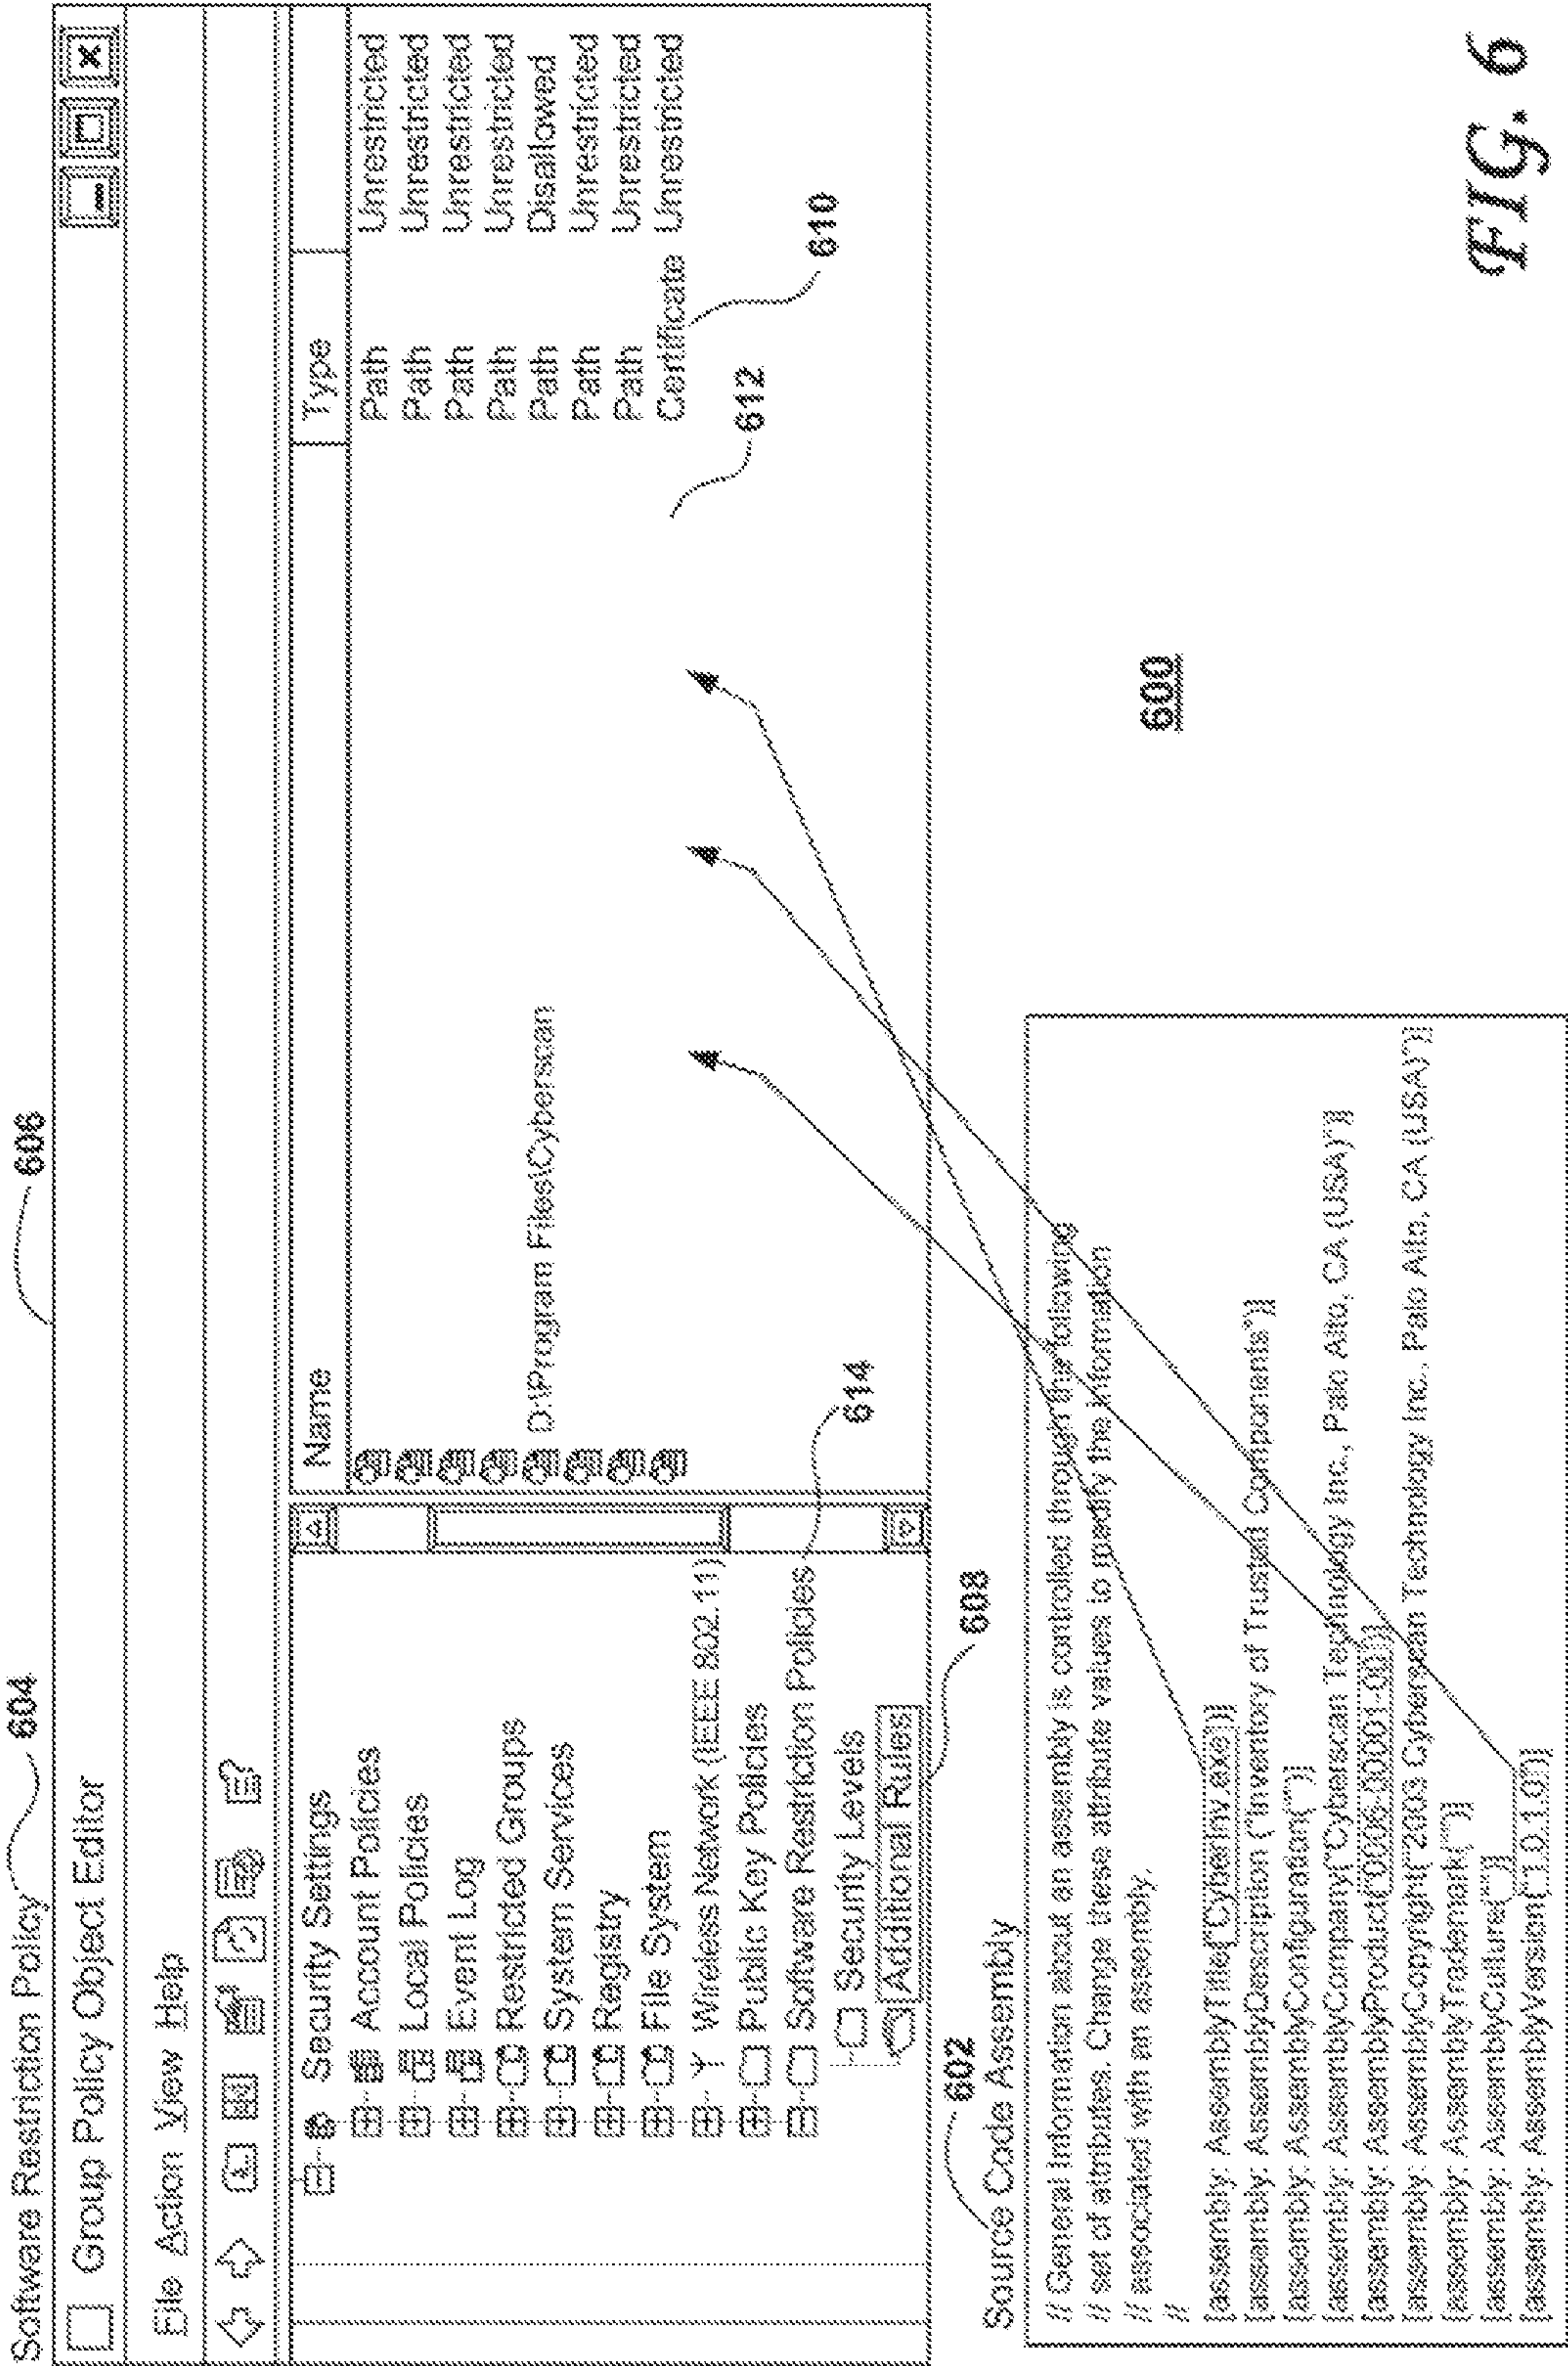 Software Restriction Policy 604
606
Group Policy Object Editor
File Action View Help
Security Settings
Account Policies
Local Policies
Event Log
Restricted Groups
System Services
Registry
File System
Wireless Network (IEEE 802.11)
Public Key Policies
Software Restriction Policies
Security Levels
Additional Rules
608
614
Name Type
Path Unrestricted
Path Unrestricted
Path Unrestricted
Path Unrestricted
D:\Program Files\Cyberscan Path Disallowed
Path Unrestricted
Path Unrestricted
Certificate Unrestricted
612
610
602
Source Code Assembly
// General Information about an assembly is controlled through the following
// set of attributes. Change these attribute values to modify the information
// associated with an assembly.
//
[assembly: AssemblyTitle("CyberInv.exe")]
[assembly: AssemblyDescription ("Inventory of Trusted Components")]
[assembly: AssemblyConfiguration("")]
[assembly: AssemblyCompany("Cyberscan Technology Inc., Palo Alto, CA (USA)")]
[assembly: AssemblyProduct("0006-00001-00")]
[assembly: AssemblyCopyright("2003 Cyberscan Technology Inc., Palo Alto, CA (USA)")]
[assembly: AssemblyTrademark("")]
[assembly: AssemblyCulture("")]
[assembly: AssemblyVersion("1.0.1.0")]
600
FIG. 6